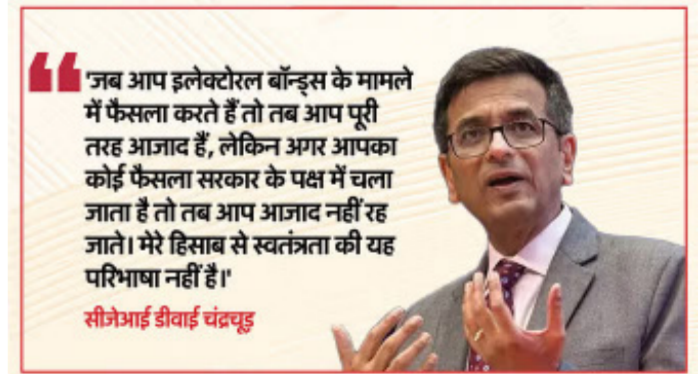 'जब आप इलेक्टोरल बॉन्ड्स के मामले
में फैसला करते हैं तो तब आप पूरी
तरह आजाद हैं, लेकिन अगर आपका
कोई फैसला सरकार के पक्ष में चला
जाता है तो तब आप आजाद नहीं रह
जाते। मेरे हिसाब से स्वतंत्रता की यह
परिभाषा नहीं है।'
सीजेआई डीवाई चंद्रचूड़